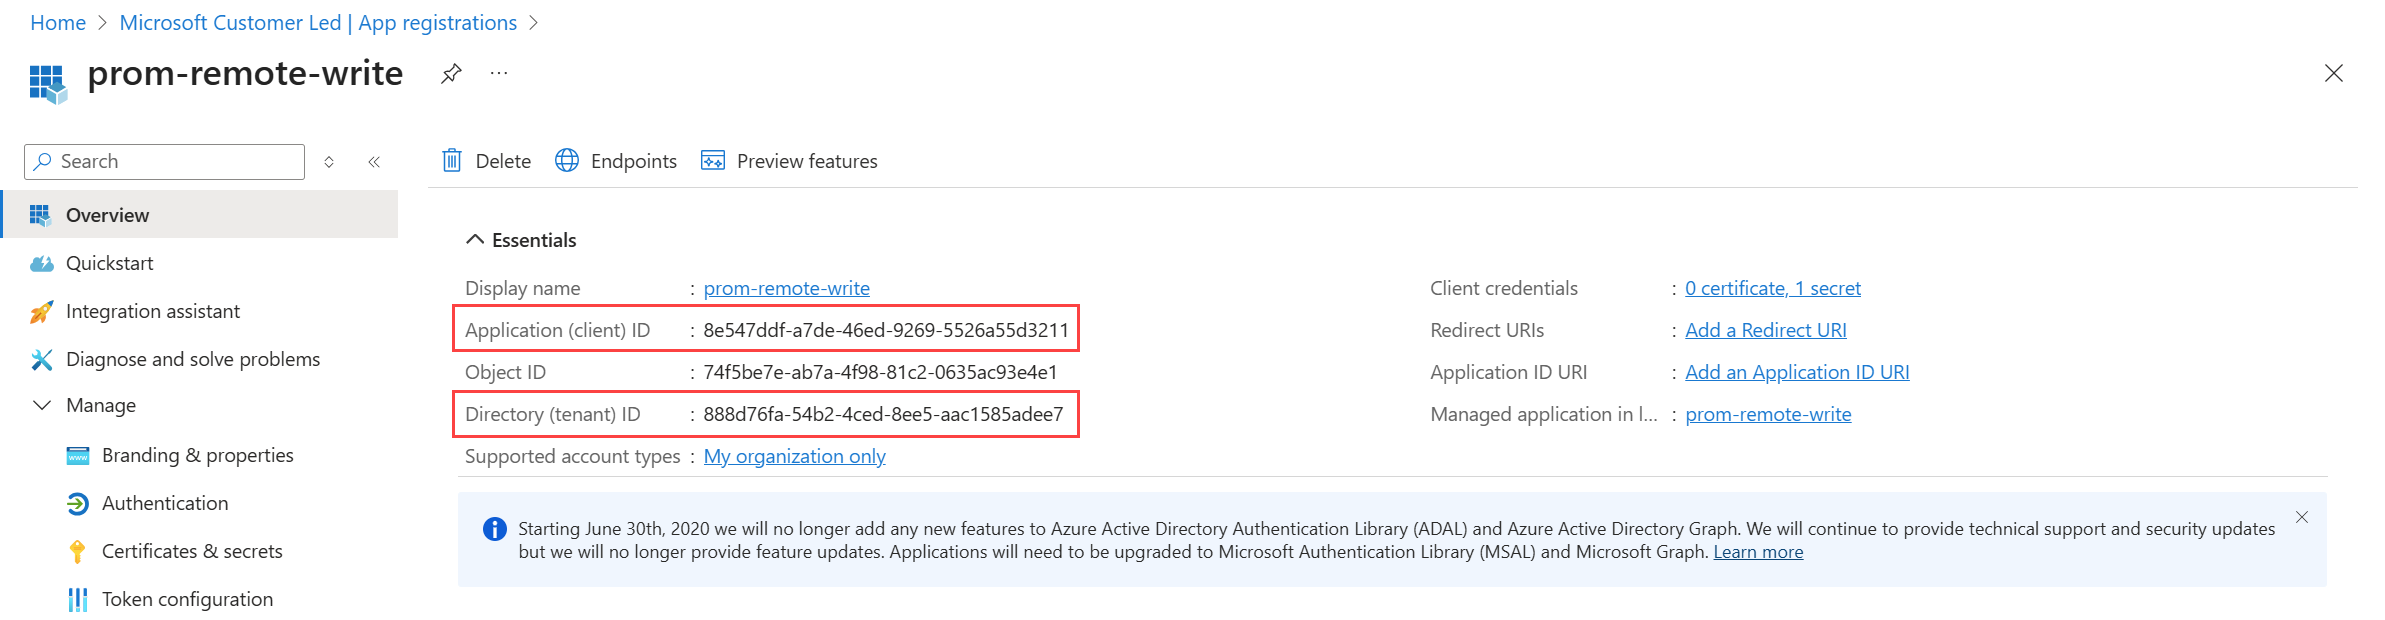 Home > Microsoft Customer Led | App registrations >
prom-remote-write ...
Search
Overview
Quickstart
Integration assistant
Diagnose and solve problems
Manage
Branding & properties
Authentication
Certificates & secrets
Token configuration
Delete Endpoints Preview features
Essentials
Display name : prom-remote-write
Application (client) ID : 8e547ddf-a7de-46ed-9269-5526a55d3211
Object ID : 74f5be7e-ab7a-4f98-81c2-0635ac93e4e1
Directory (tenant) ID : 888d76fa-54b2-4ced-8ee5-aac1585adee7
Supported account types : My organization only
Client credentials : 0 certificate, 1 secret
Redirect URIs : Add a Redirect URI
Application ID URI : Add an Application ID URI
Managed application in l... : prom-remote-write
Starting June 30th, 2020 we will no longer add any new features to Azure Active Directory Authentication Library (ADAL) and Azure Active Directory Graph. We will continue to provide technical support and security updates
but we will no longer provide feature updates. Applications will need to be upgraded to Microsoft Authentication Library (MSAL) and Microsoft Graph. Learn more